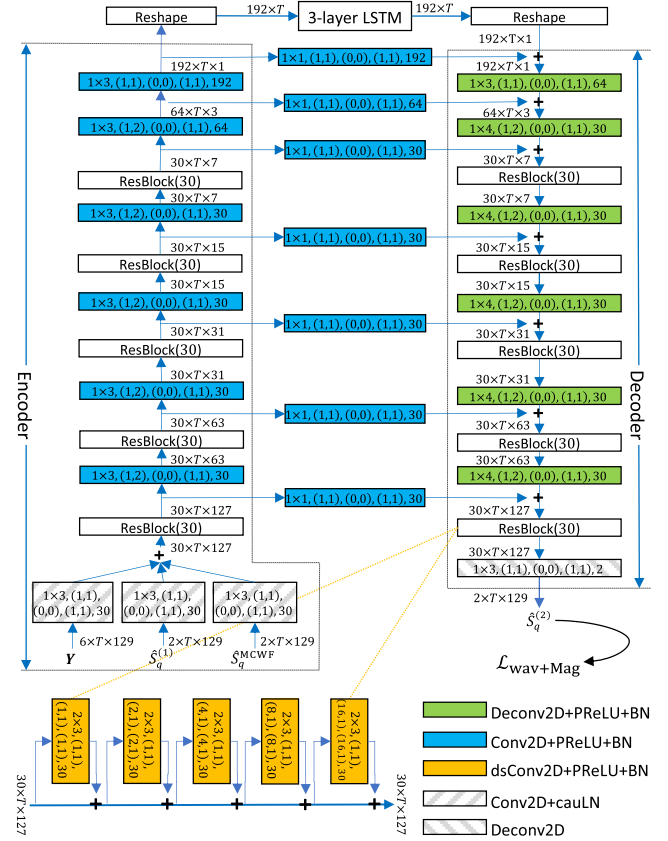 Reshape
192×T
3-layer LSTM
192×T
Reshape
192×T×1
192×T×1
1×1, (1,1), (0,0), (1,1), 192
192×T×1
1×3, (1,1), (0,0), (1,1), 192
1×3, (1,1), (0,0), (1,1), 64
64×T×3
1×1, (1,1), (0,0), (1,1), 64
64×T×3
1×3, (1,2), (0,0), (1,1), 64
1×4, (1,2), (0,0), (1,1), 30
30×T×7
1×1, (1,1), (0,0), (1,1), 30
30×T×7
ResBlock(30)
ResBlock(30)
30×T×7
30×T×7
1×3, (1,2), (0,0), (1,1), 30
1×4, (1,2), (0,0), (1,1), 30
1×1, (1,1), (0,0), (1,1), 30
30×T×15
30×T×15
ResBlock(30)
ResBlock(30)
30×T×15
30×T×15
1×3, (1,2), (0,0), (1,1), 30
1×4, (1,2), (0,0), (1,1), 30
1×1, (1,1), (0,0), (1,1), 30
30×T×31
30×T×31
ResBlock(30)
ResBlock(30)
30×T×31
30×T×31
1×3, (1,2), (0,0), (1,1), 30
1×4, (1,2), (0,0), (1,1), 30
Encoder
Decoder
1×1, (1,1), (0,0), (1,1), 30
30×T×63
30×T×63
ResBlock(30)
ResBlock(30)
30×T×63
30×T×63
1×3, (1,2), (0,0), (1,1), 30
1×4, (1,2), (0,0), (1,1), 30
1×1, (1,1), (0,0), (1,1), 30
30×T×127
30×T×127
ResBlock(30)
ResBlock(30)
30×T×127
30×T×127
1×3, (1,1),
(0,0), (1,1), 30
1×3, (1,1),
(0,0), (1,1), 30
1×3, (1,1),
(0,0), (1,1), 30
1×3, (1,1), (0,0), (1,1), 2
2×T×129
6×T×129
2×T×129
2×T×129
Y
Ŝq(1)
ŜqMCWF
Ŝq(2)
ℒwav+Mag
2×3, (1,1),
(1,1), (1,1), 30
2×3, (1,1),
(2,1), (2,1), 30
2×3, (1,1),
(4,1), (4,1), 30
2×3, (1,1),
(8,1), (8,1), 30
2×3, (1,1),
(16,1), (16,1), 30
30×T×
127
30×T×
127
Deconv2D+PReLU+BN
Conv2D+PReLU+BN
dsConv2D+PReLU+BN
Conv2D+cauLN
Deconv2D